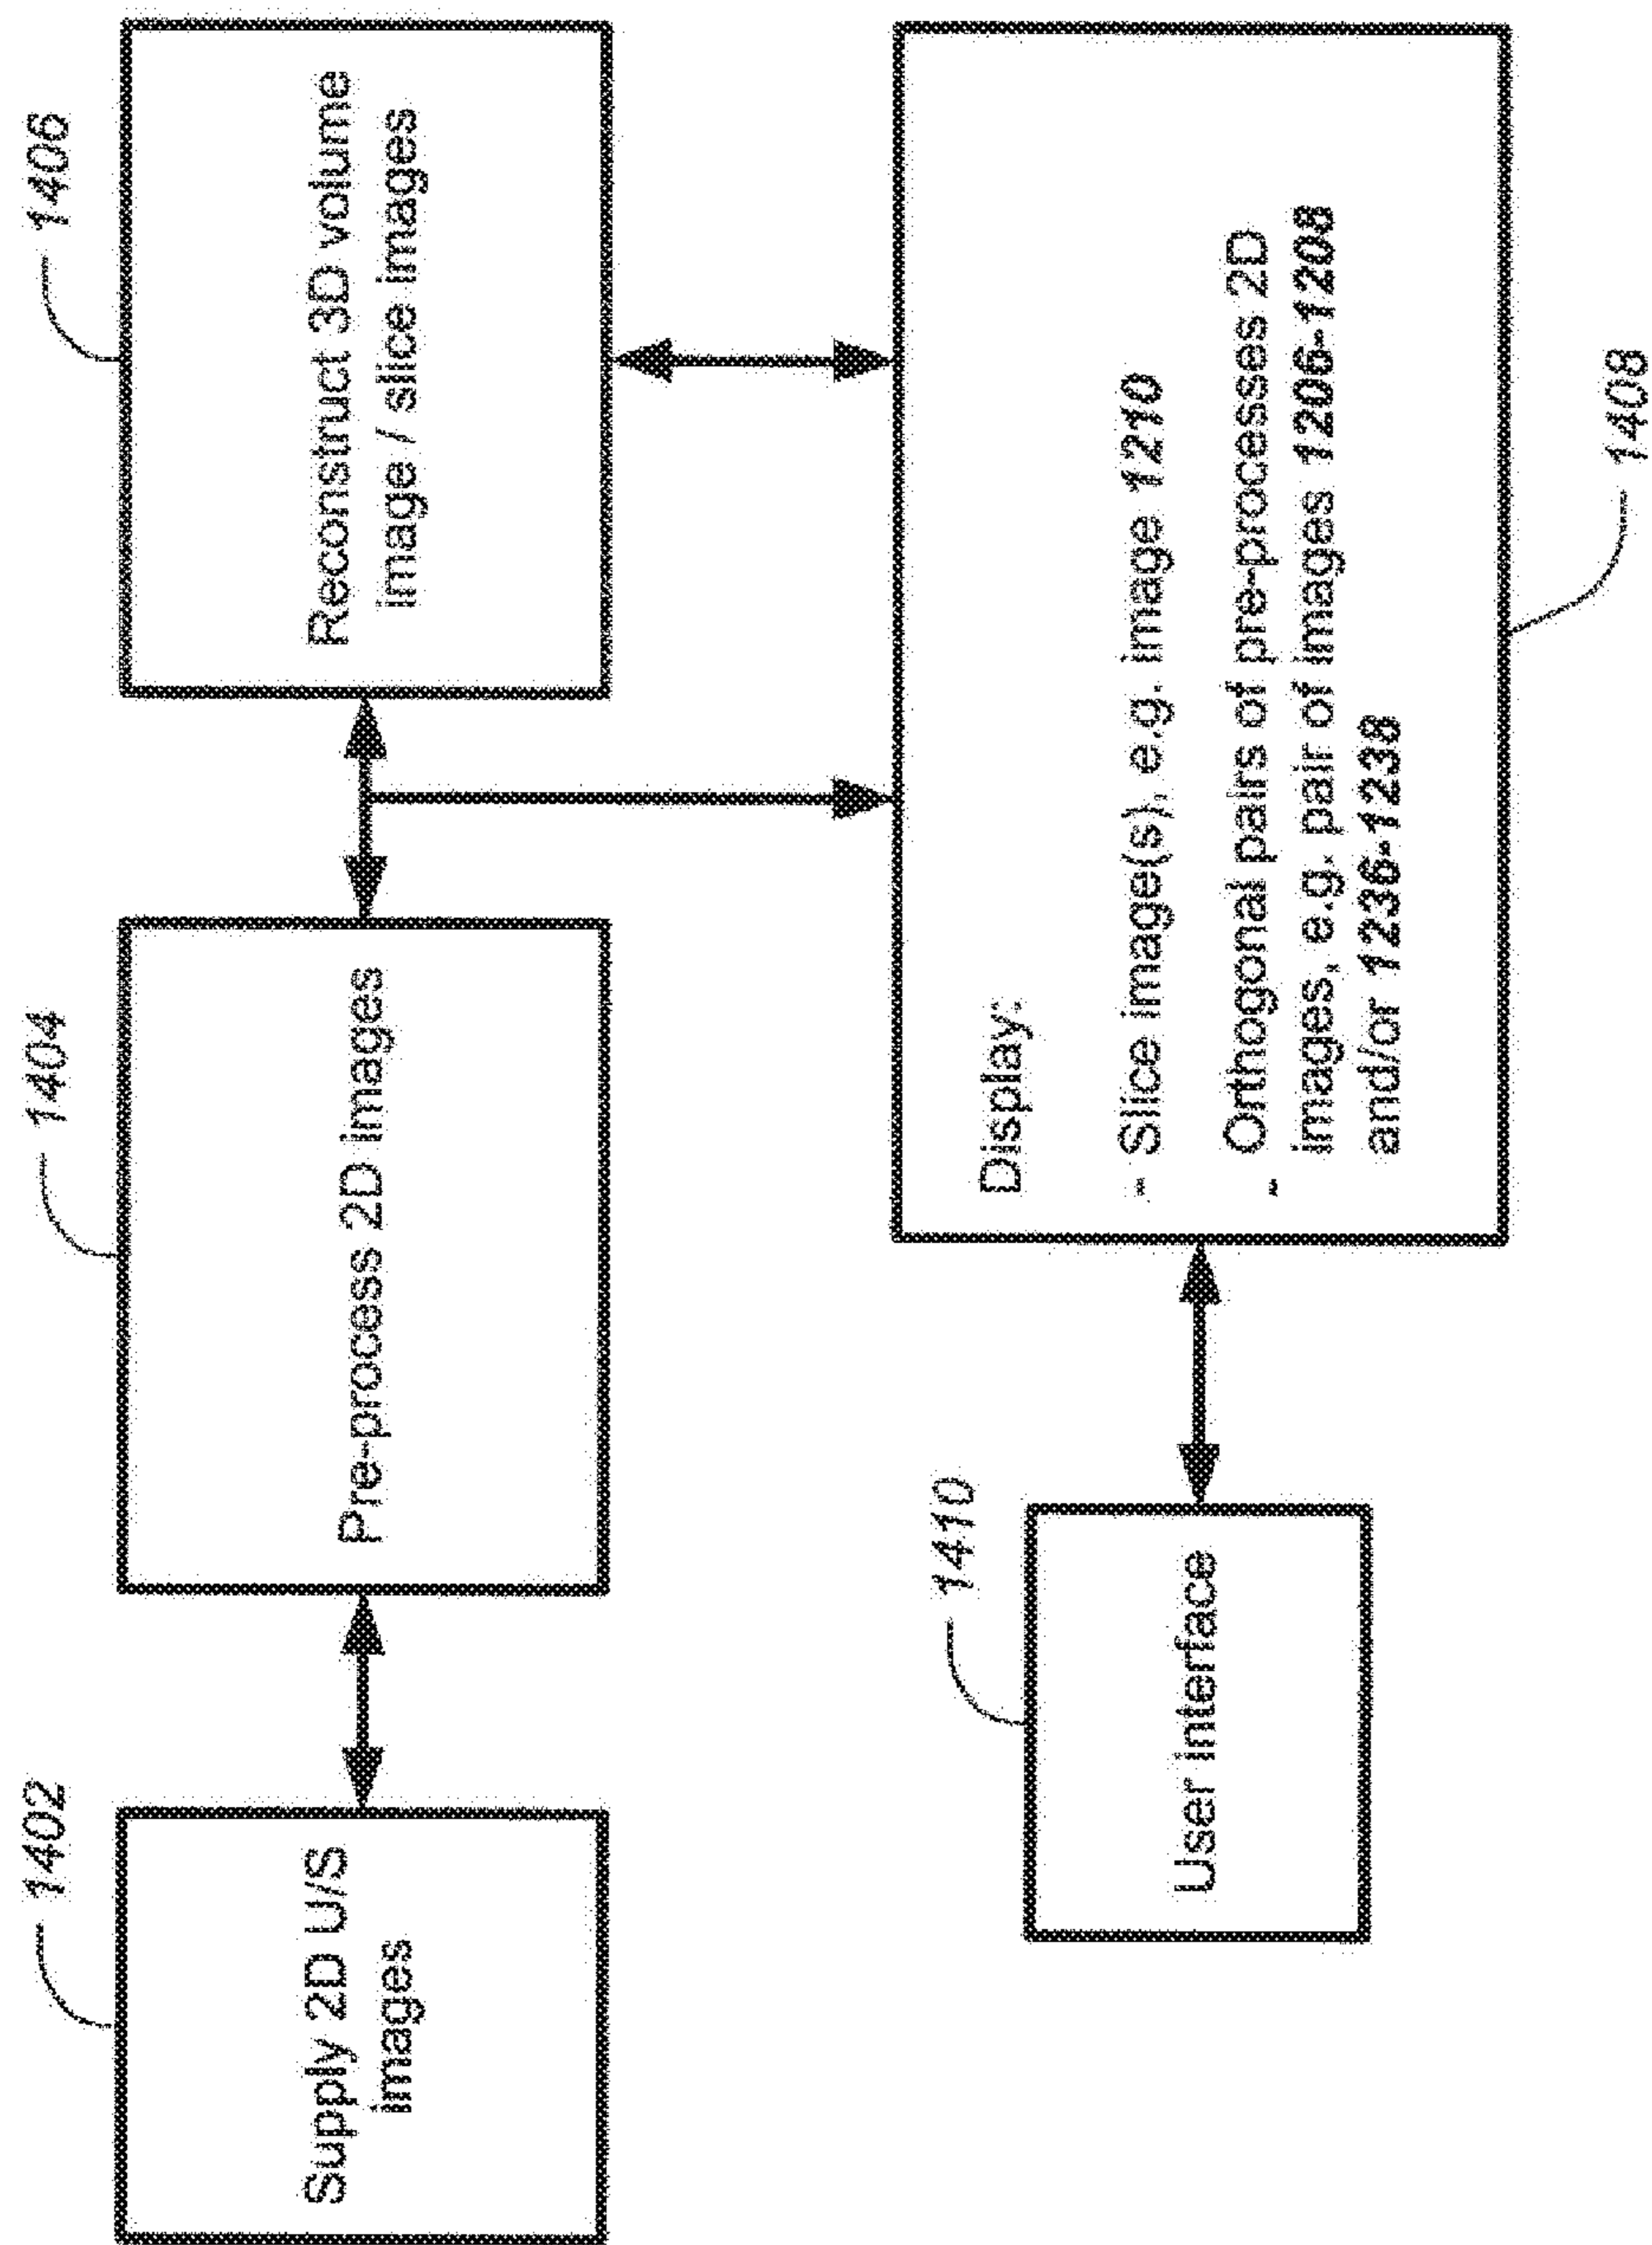 1402
Supply 2D U/S
images
1404
Pre-process 2D images
1406
Reconstruct 3D volume
image / slice images
1410
User interface
Display:
- Slice image(s), e.g. image 1210
- Orthogonal pairs of pre-processes 2D
images, e.g. pair of images 1206-1208
and/or 1236-1238
1408